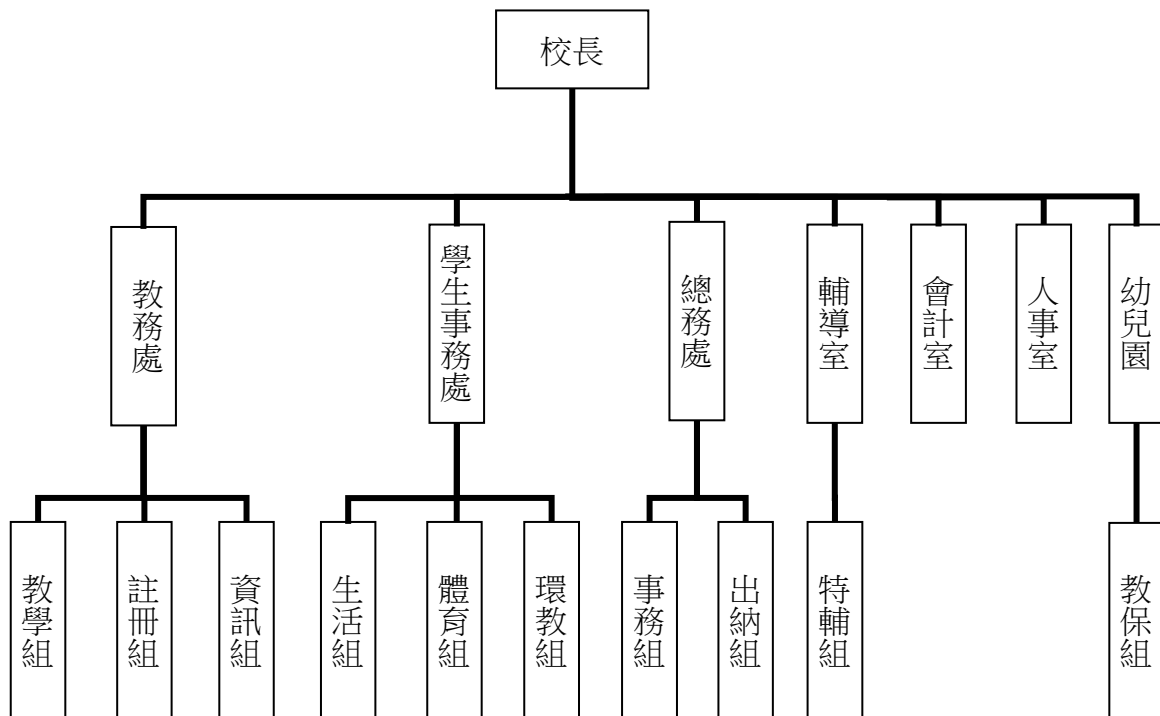 校長
教務處
學生事務處
總務處
輔導室
會計室
人事室
幼兒園
教學組
註冊組
資訊組
生活組
體育組
環教組
事務組
出納組
特輔組
教保組